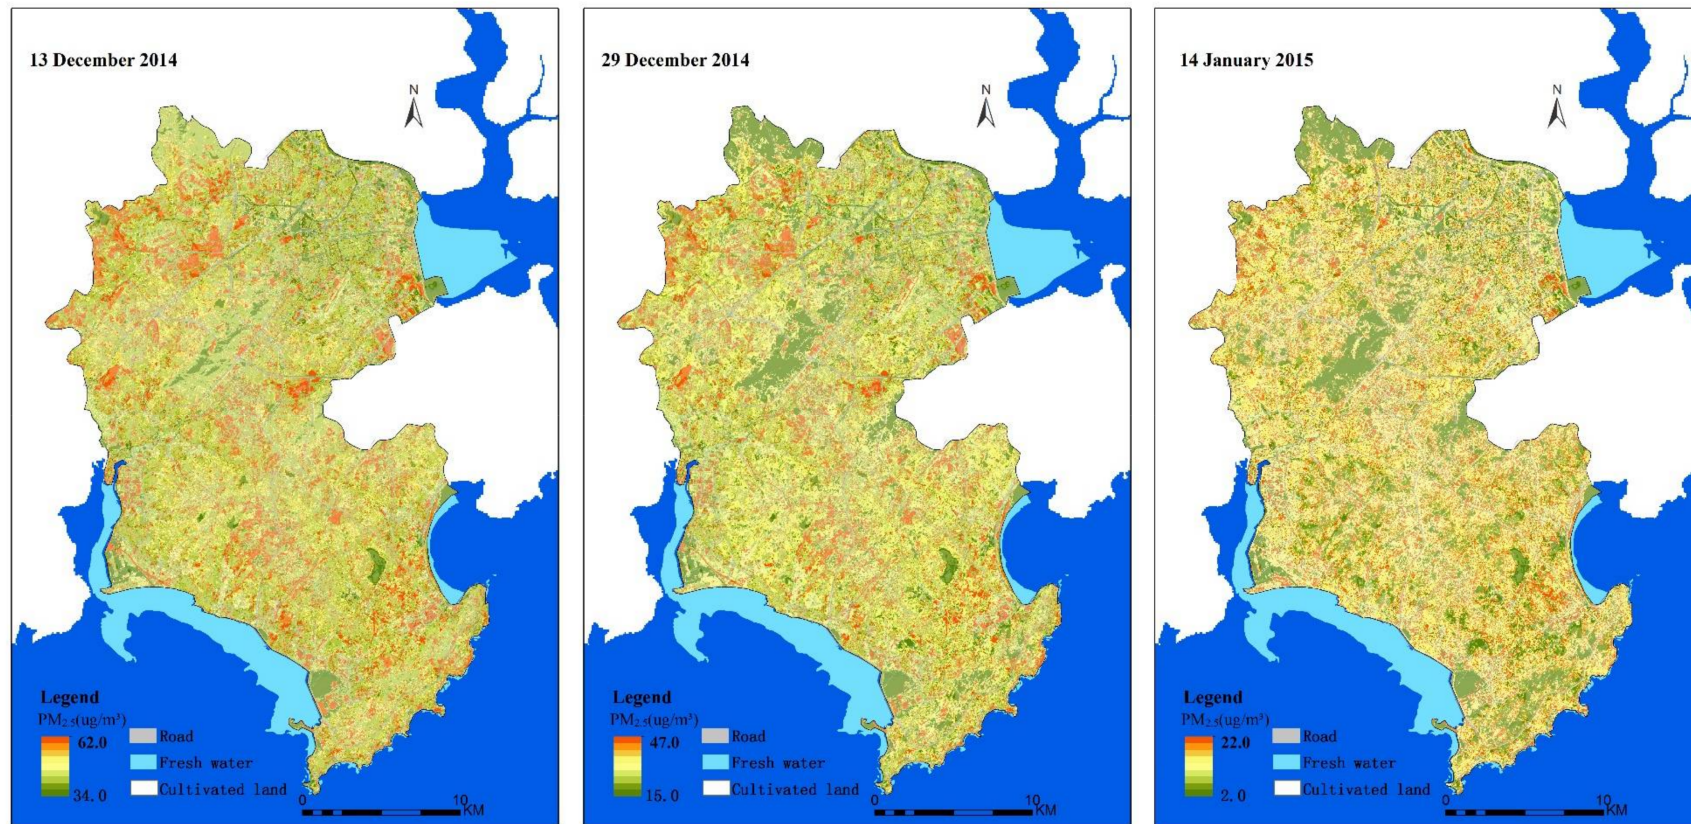 13 December 2014
N
Legend
PM2.5(ug/m³)
62.0
34.0
Road
Fresh water
Cultivated land
0 10
KM
29 December 2014
N
Legend
PM2.5(ug/m³)
47.0
15.0
Road
Fresh water
Cultivated land
0 10
KM
14 January 2015
N
Legend
PM2.5(ug/m³)
22.0
2.0
Road
Fresh water
Cultivated land
0 10
KM